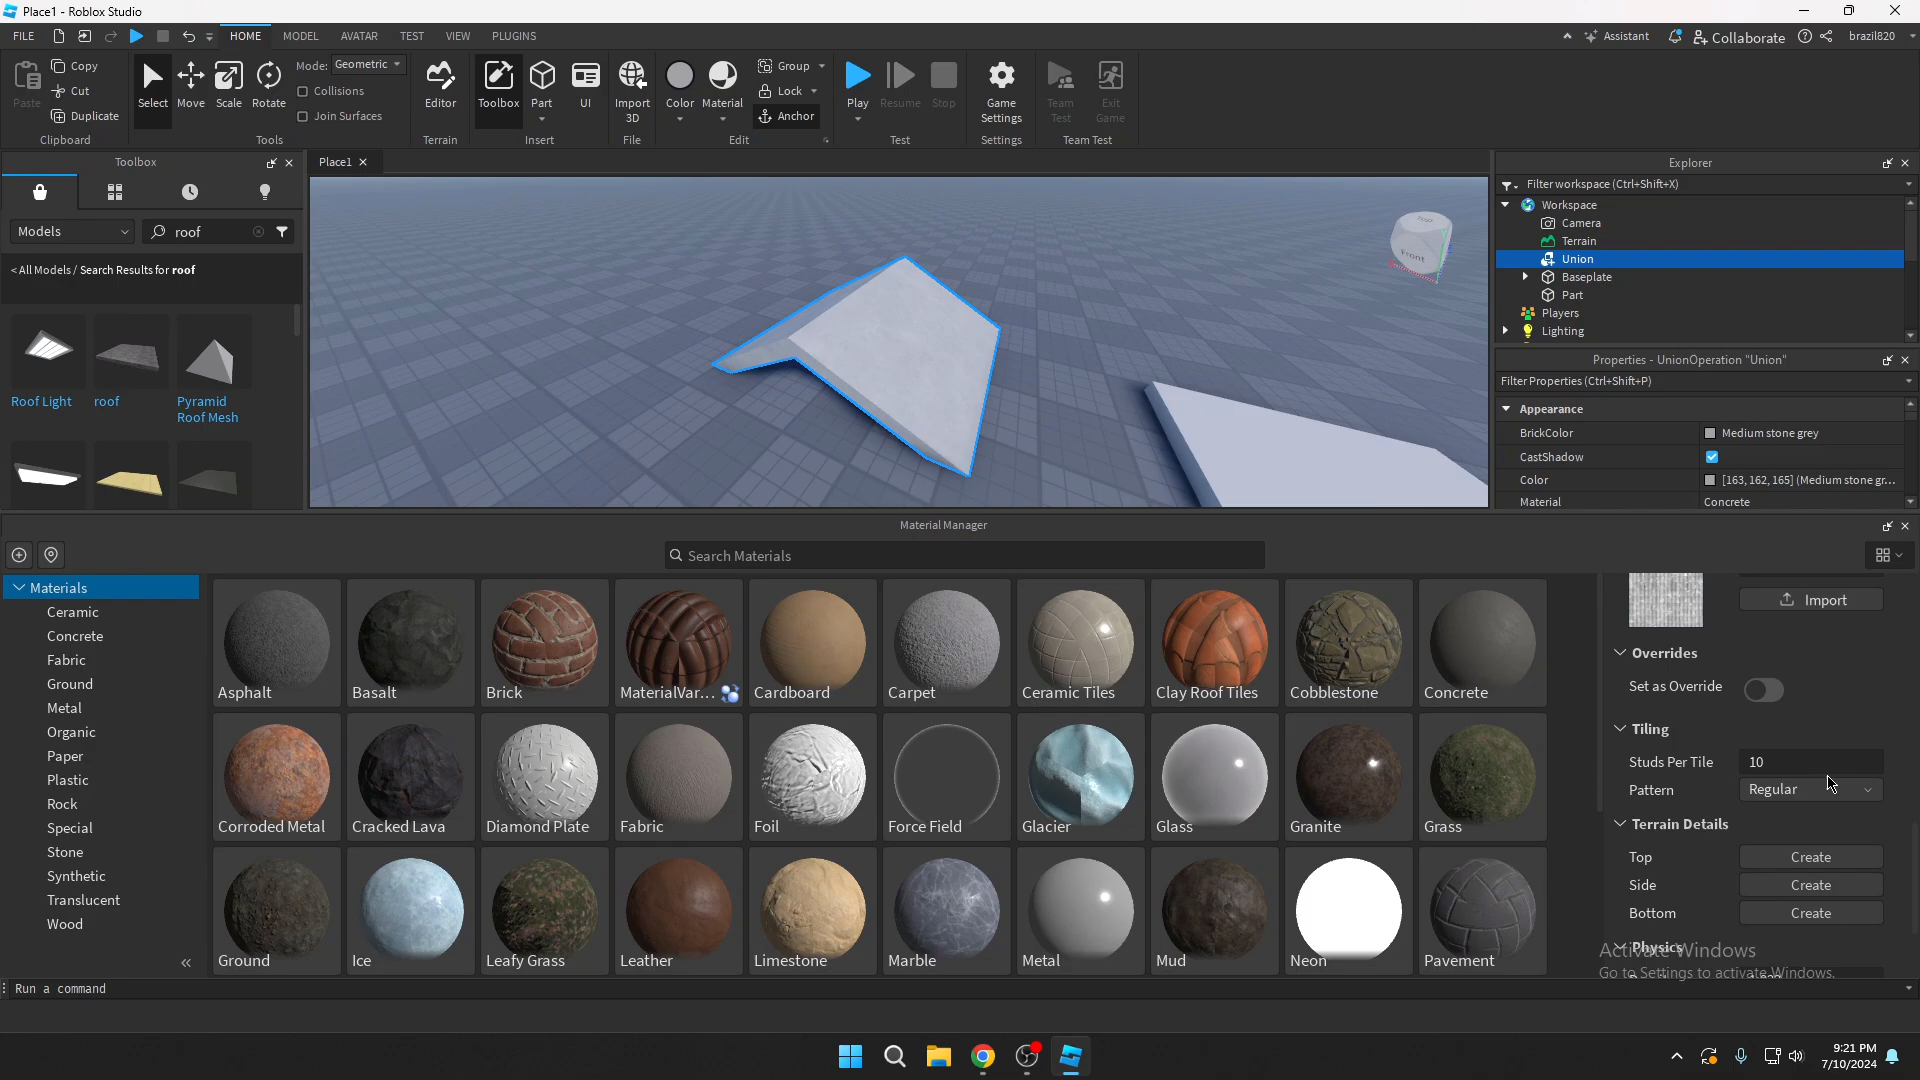 Place1 - Roblox Studio
FILE HOME MODEL AVATAR TEST VIEW PLUGINS Assistant Collaborate brazil820
Paste Copy Cut Duplicate Clipboard
Select Move Scale Rotate Mode: Geometric Collisions Join Surfaces Tools
Editor Terrain
Toolbox Part UI Insert
Import 3D File
Color Material Group Lock Anchor Edit
Play Resume Stop Test
Game Settings Settings
Team Test Exit Game Team Test
Toolbox
Models roof
< All Models / Search Results for roof
Roof Light roof Pyramid Roof Mesh
Place1
TOP
Front
Explorer
Filter workspace (Ctrl+Shift+X)
Workspace
Camera
Terrain
Union
Baseplate
Part
Players
Lighting
Properties - UnionOperation "Union"
Filter Properties (Ctrl+Shift+P)
Appearance
BrickColor Medium stone grey
CastShadow
Color [163, 162, 165] (Medium stone gr...
Material Concrete
Material Manager
Search Materials
Materials
Ceramic
Concrete
Fabric
Ground
Metal
Organic
Paper
Plastic
Rock
Special
Stone
Synthetic
Translucent
Wood
Asphalt Basalt Brick MaterialVar... Cardboard Carpet Ceramic Tiles Clay Roof Tiles Cobblestone Concrete
Corroded Metal Cracked Lava Diamond Plate Fabric Foil Force Field Glacier Glass Granite Grass
Ground Ice Leafy Grass Leather Limestone Marble Metal Mud Neon Pavement
Import
Overrides
Set as Override
Tiling
Studs Per Tile 10
Pattern Regular
Terrain Details
Top Create
Side Create
Bottom Create
Physics
Activate Windows
Go to Settings to activate Windows.
Run a command
9:21 PM
7/10/2024